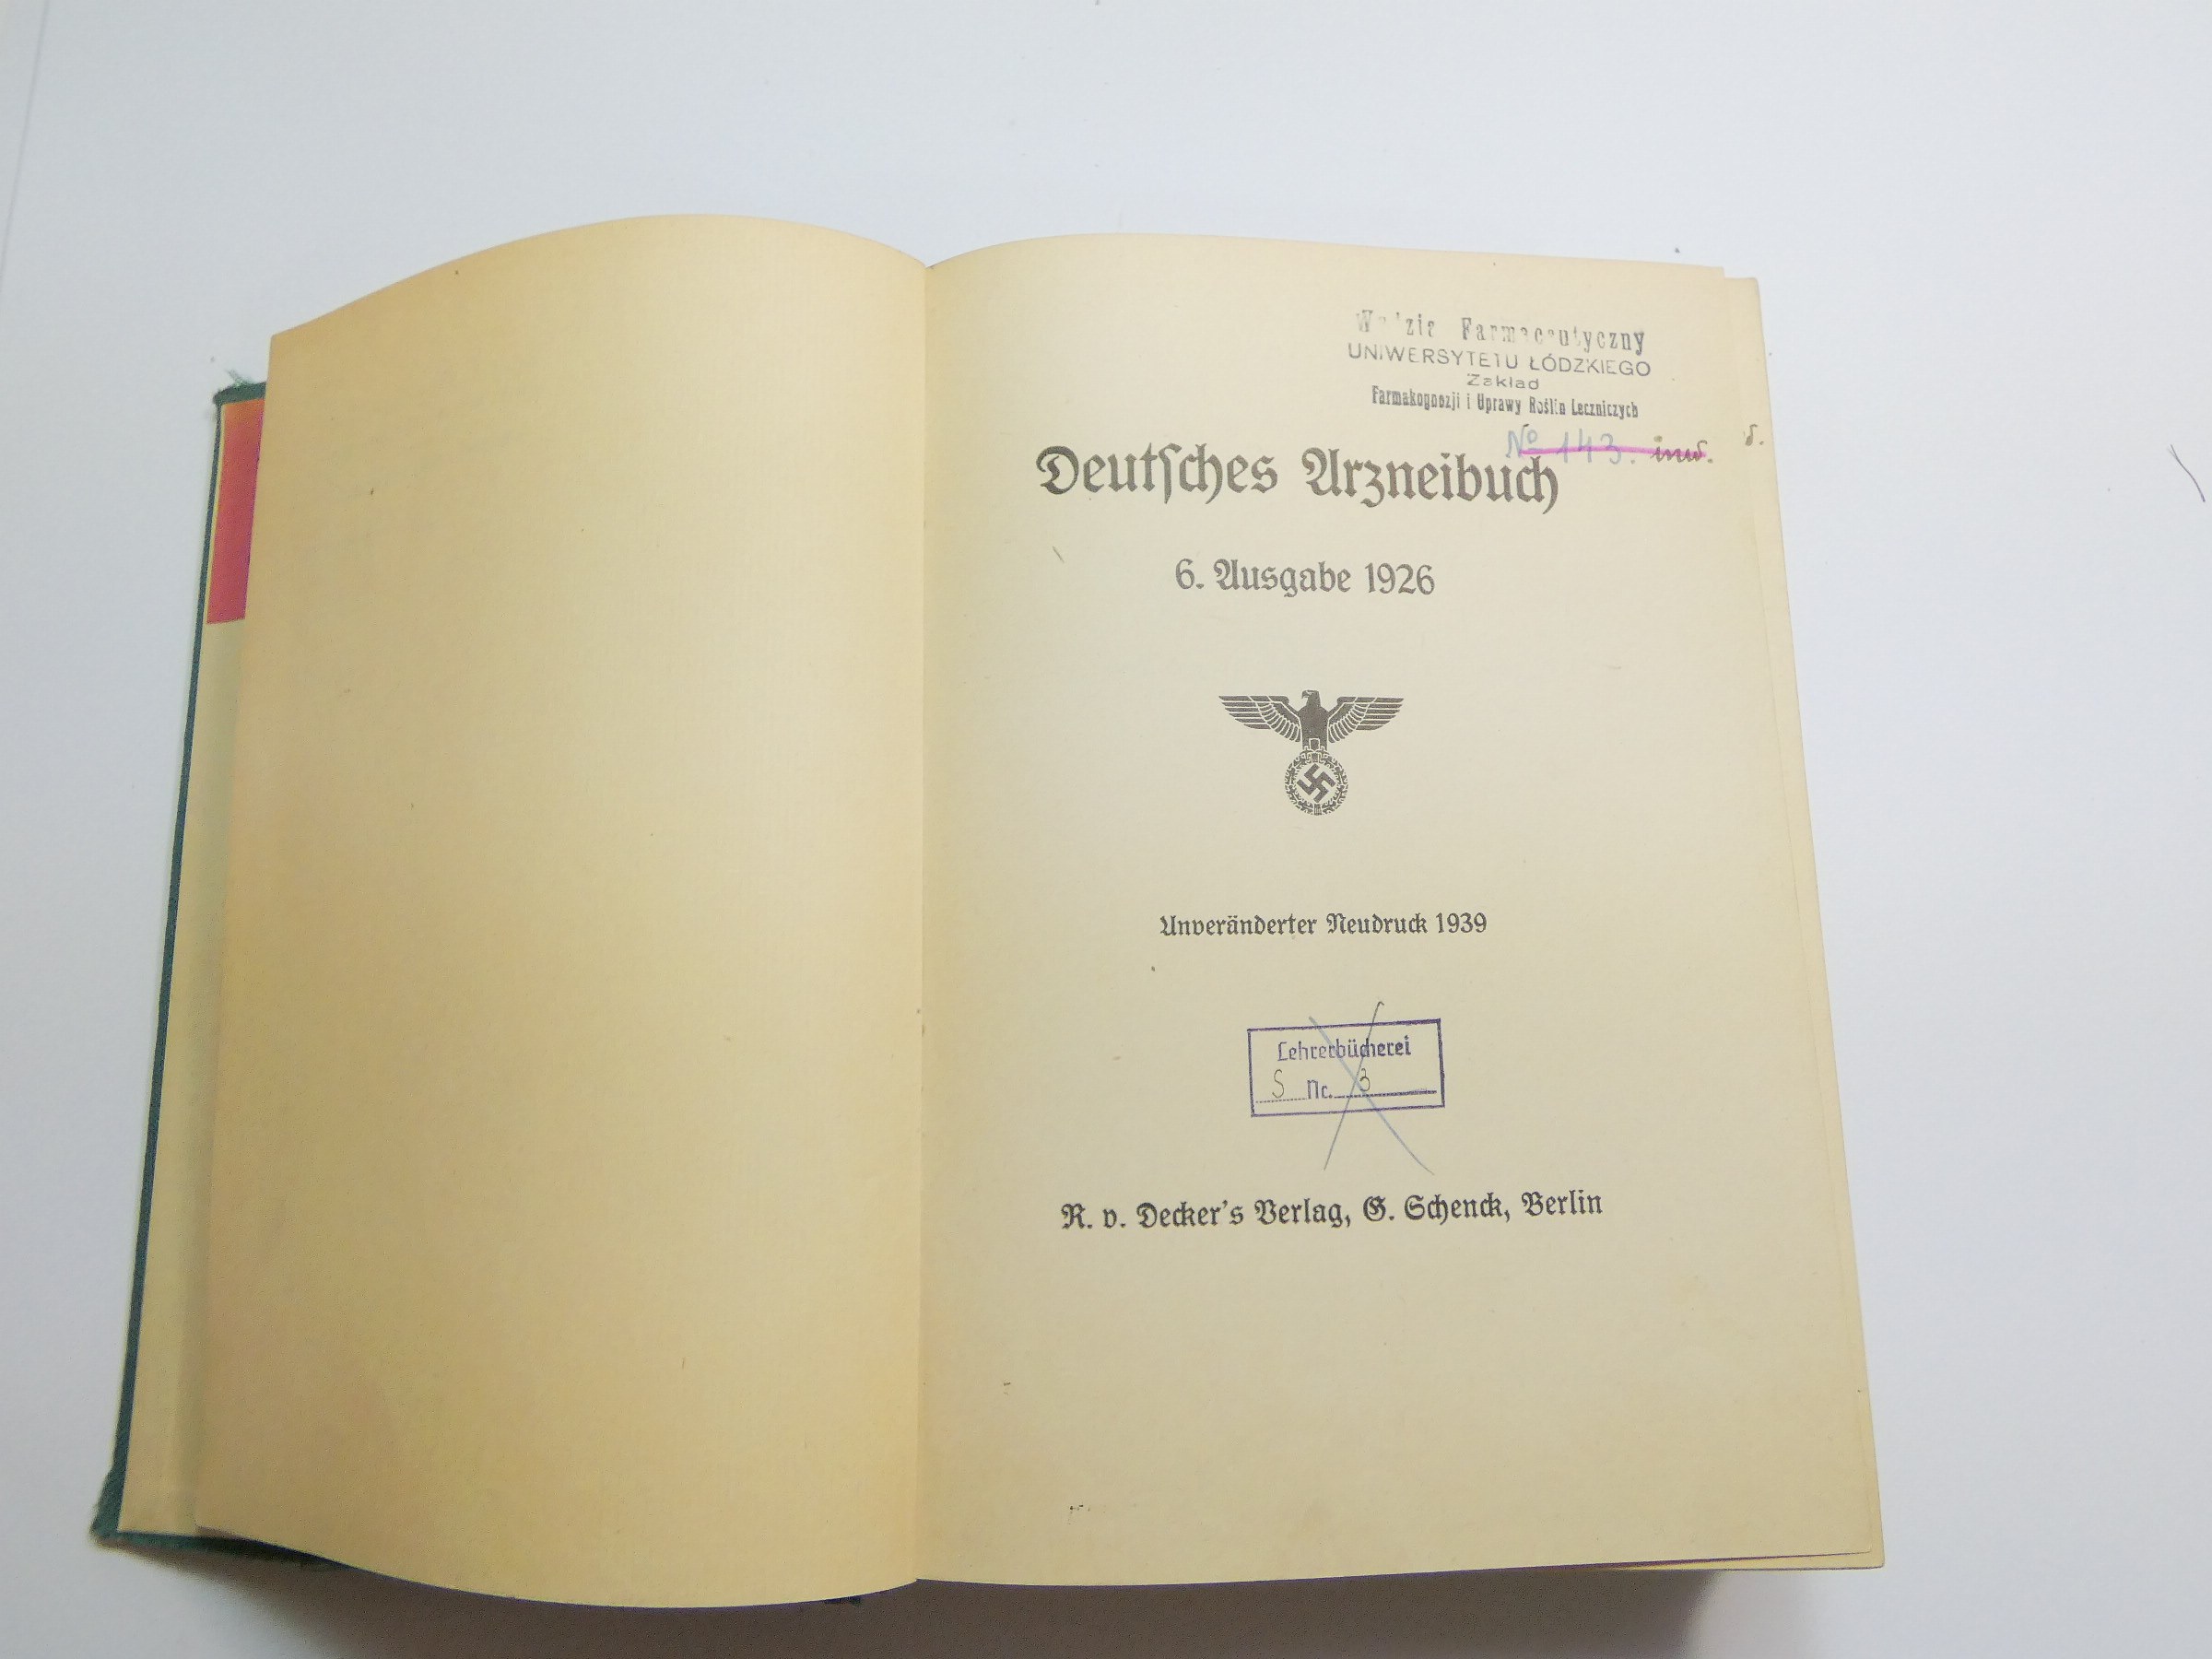 Farmaceutyczny
UNIWERSYTETU ŁÓDZKIEGO
Zakład
Farmakognozji i Uprawy Roślin Leczniczych
№ 143. inw.
Deutsches Arzneibuch
6. Ausgabe 1926
Unveränderter Neudruck 1939
Lehrerbücherei
S Nr. 3
R. v. Decker's Verlag, G. Schenck, Berlin